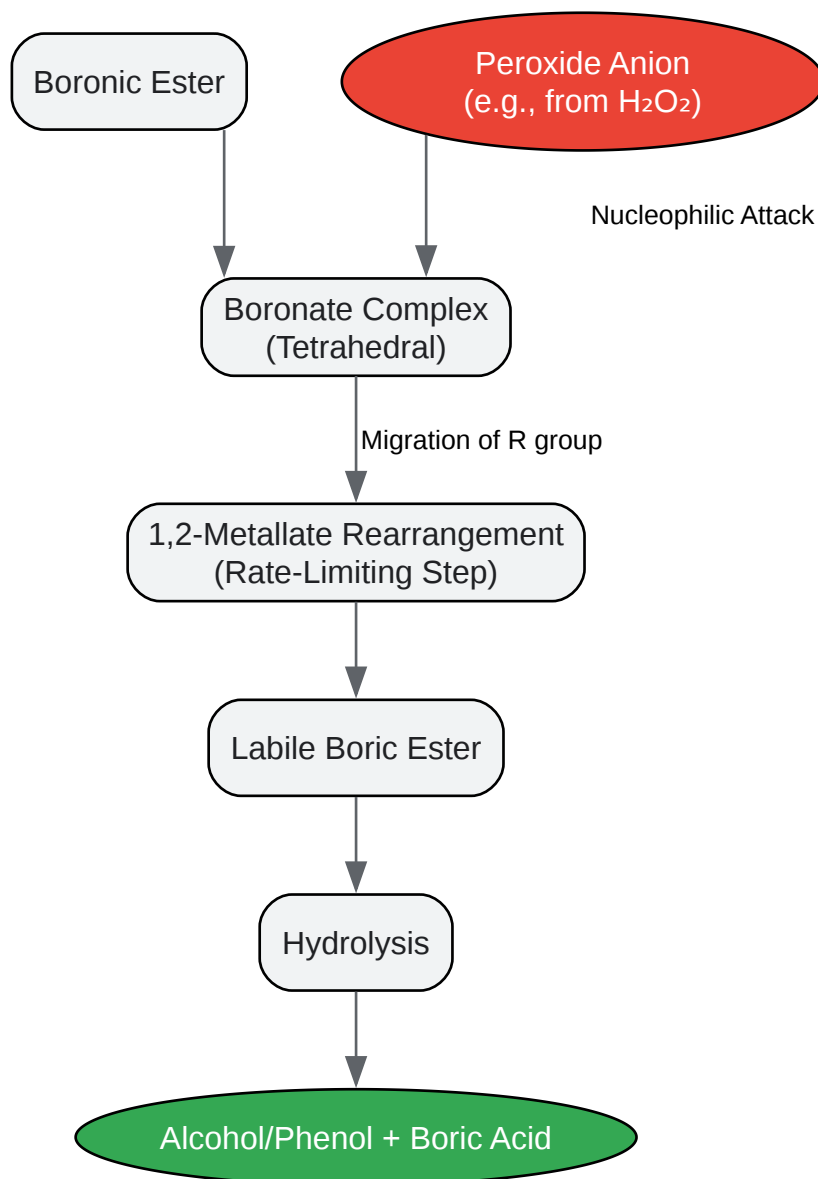 Boronic Ester
Peroxide Anion
(e.g., from H₂O₂)
Nucleophilic Attack
Boronate Complex
(Tetrahedral)
Migration of R group
1,2-Metallate Rearrangement
(Rate-Limiting Step)
Labile Boric Ester
Hydrolysis
Alcohol/Phenol + Boric Acid